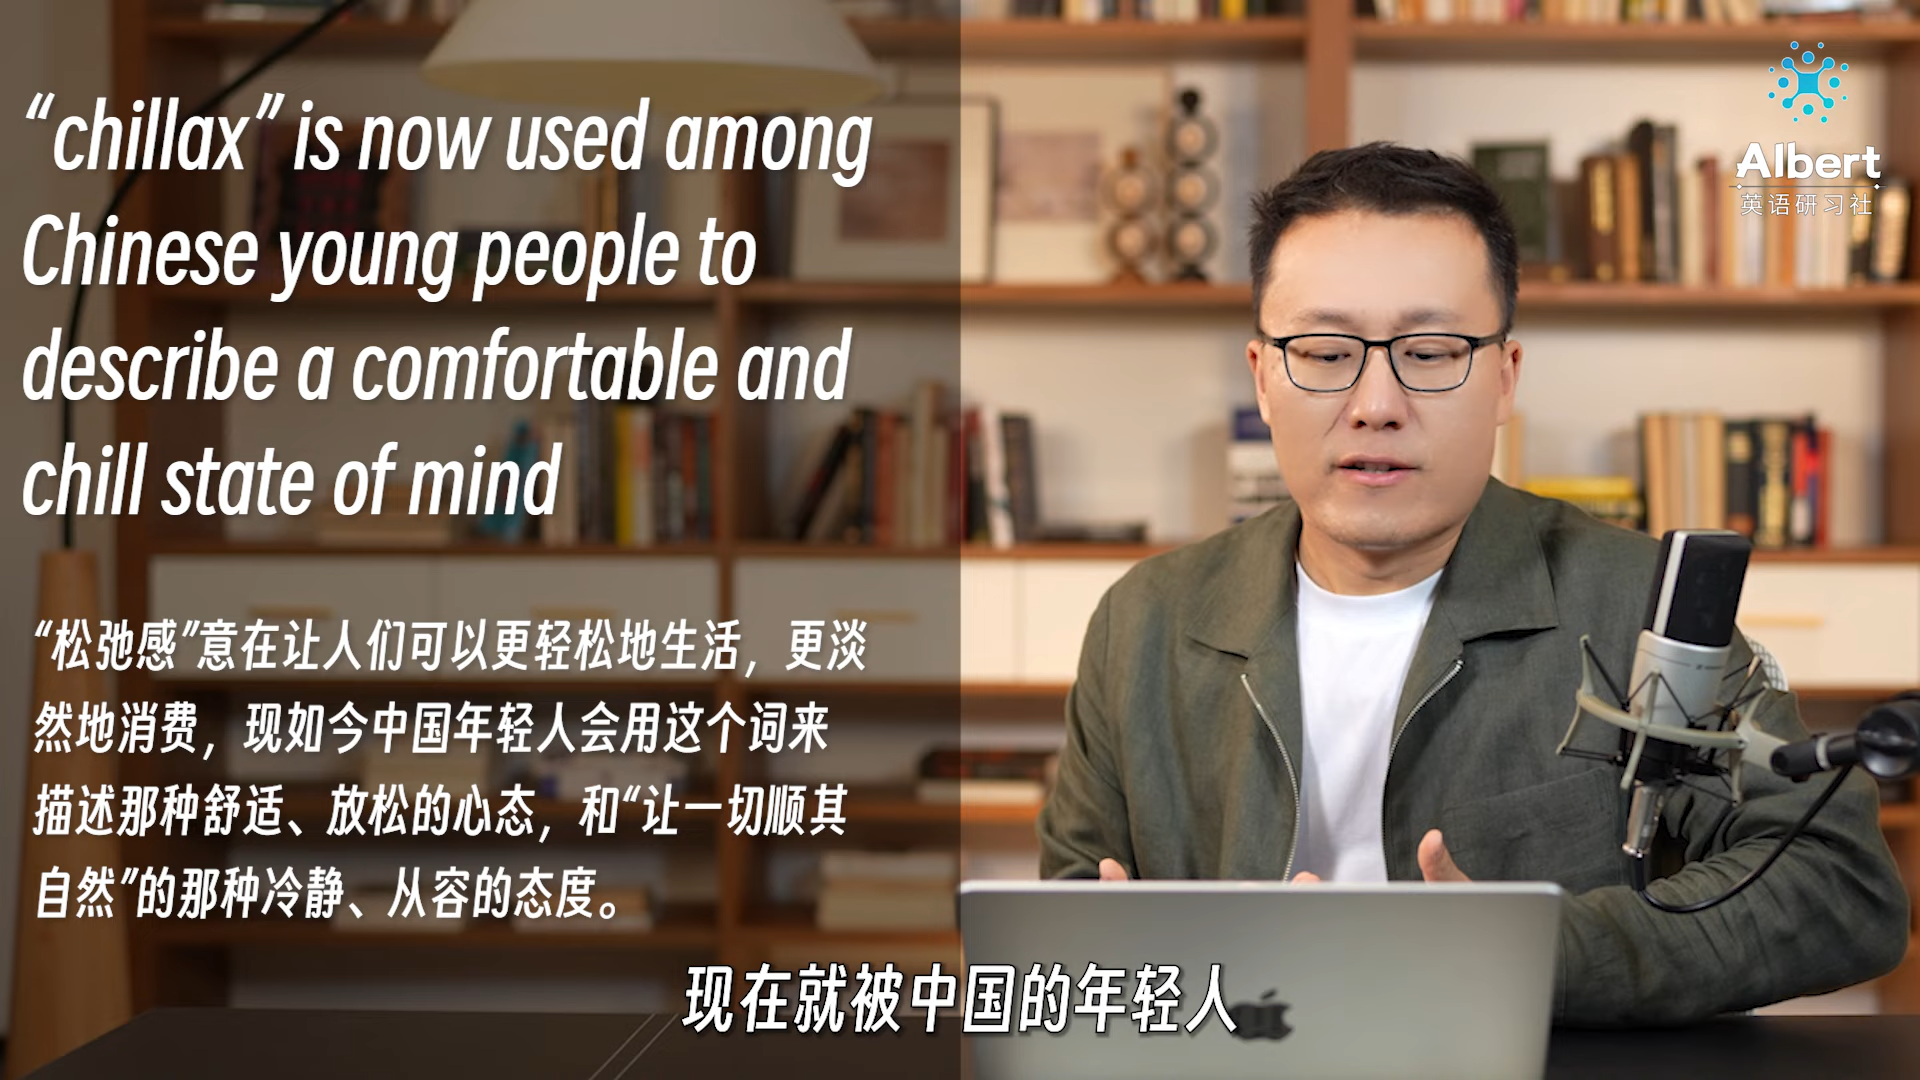 “chillax” is now used among
Chinese young people to
describe a comfortable and
chill state of mind
“松弛感”意在让人们可以更轻松地生活，更淡
然地消费，现如今中国年轻人会用这个词来
描述那种舒适、放松的心态，和“让一切顺其
自然”的那种冷静、从容的态度。
现在就被中国的年轻人
Albert
英语研习社